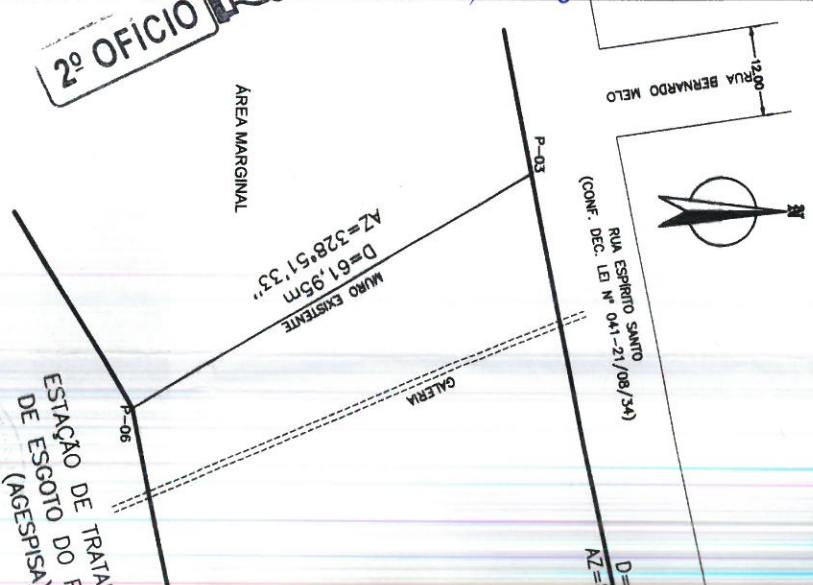 2º OFÍCIO
RUA BERNARDO MELO
12.00
N
ÁREA MARGINAL
P-03
RUA ESPÍRITO SANTO
(CONF. DEC. LEI Nº 041-21/08/34)
MURO EXISTENTE
D=61,95m
AZ=328°51'33"
GALERIA
P-06
ESTAÇÃO DE TRATA
DE ESGOTO DO
(AGESPISA)
D=
AZ=